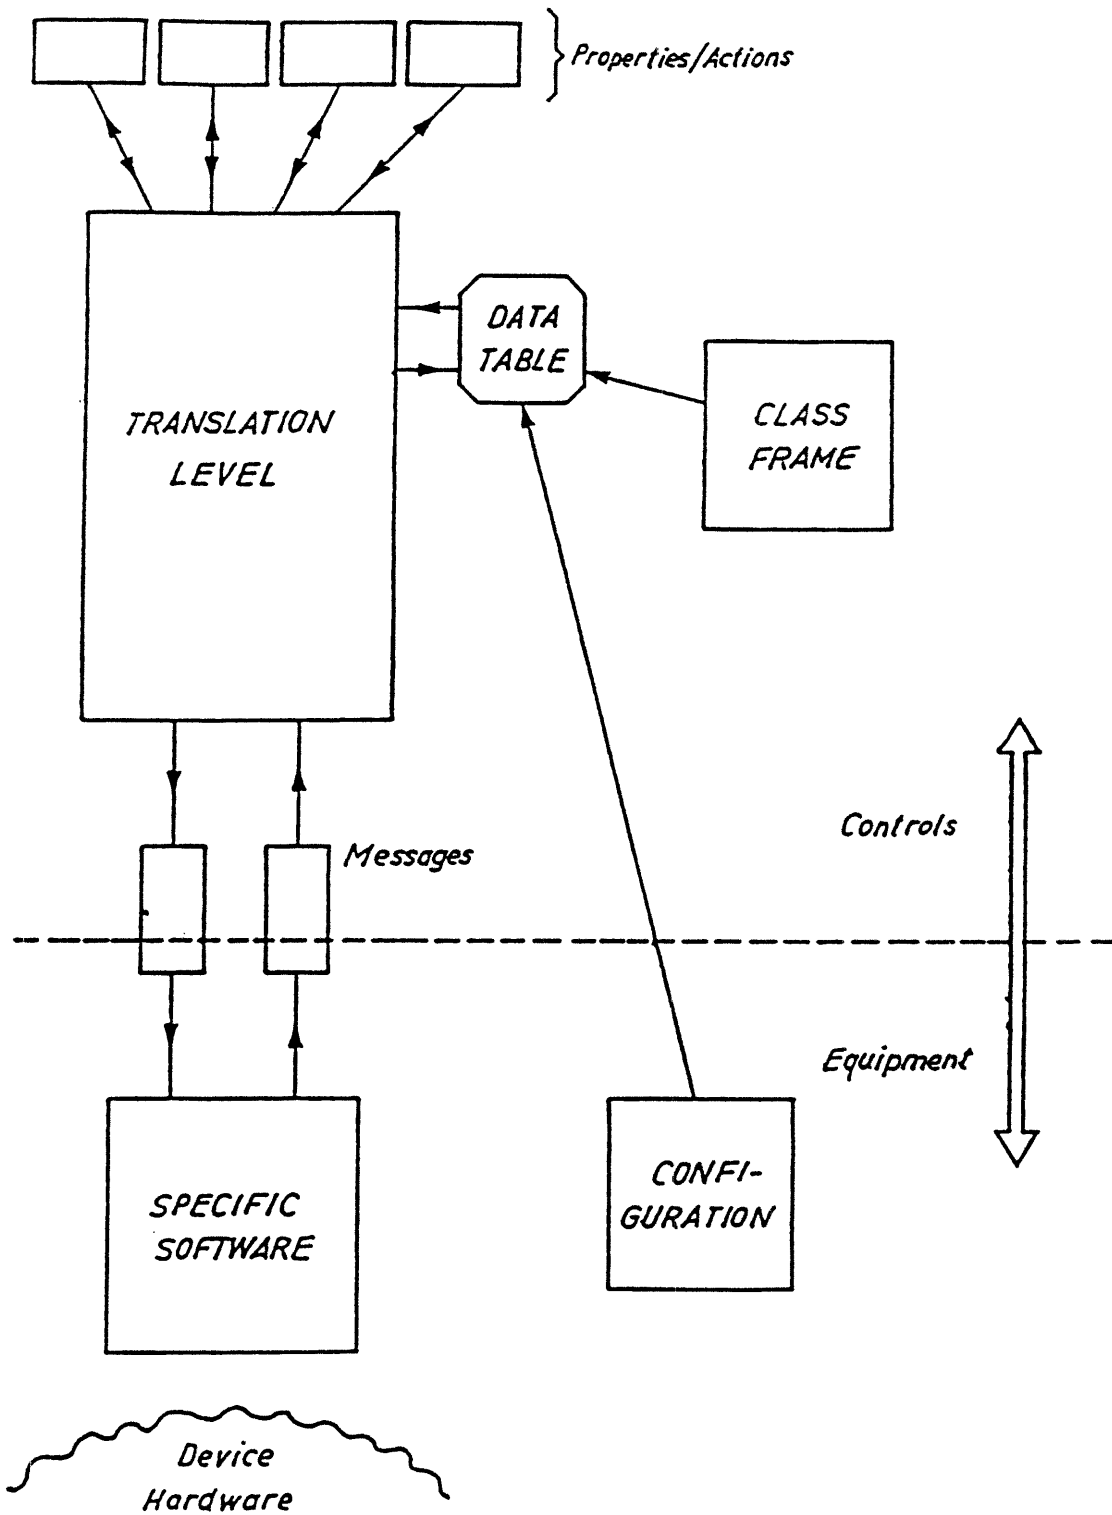 Properties/Actions
DATA
TABLE
TRANSLATION
LEVEL
CLASS
FRAME
Controls
Messages
Equipment
SPECIFIC
SOFTWARE
CONFI-
GURATION
Device
Hardware